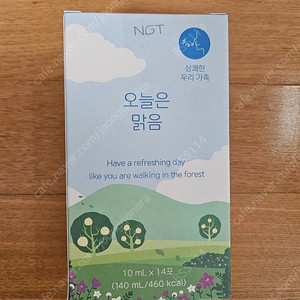 NGT
상쾌한
우리 가족
오늘은
맑음
Have a refreshing day
like you are walking in the forest
10 mL x 14포
(140 mL/460 kcal)